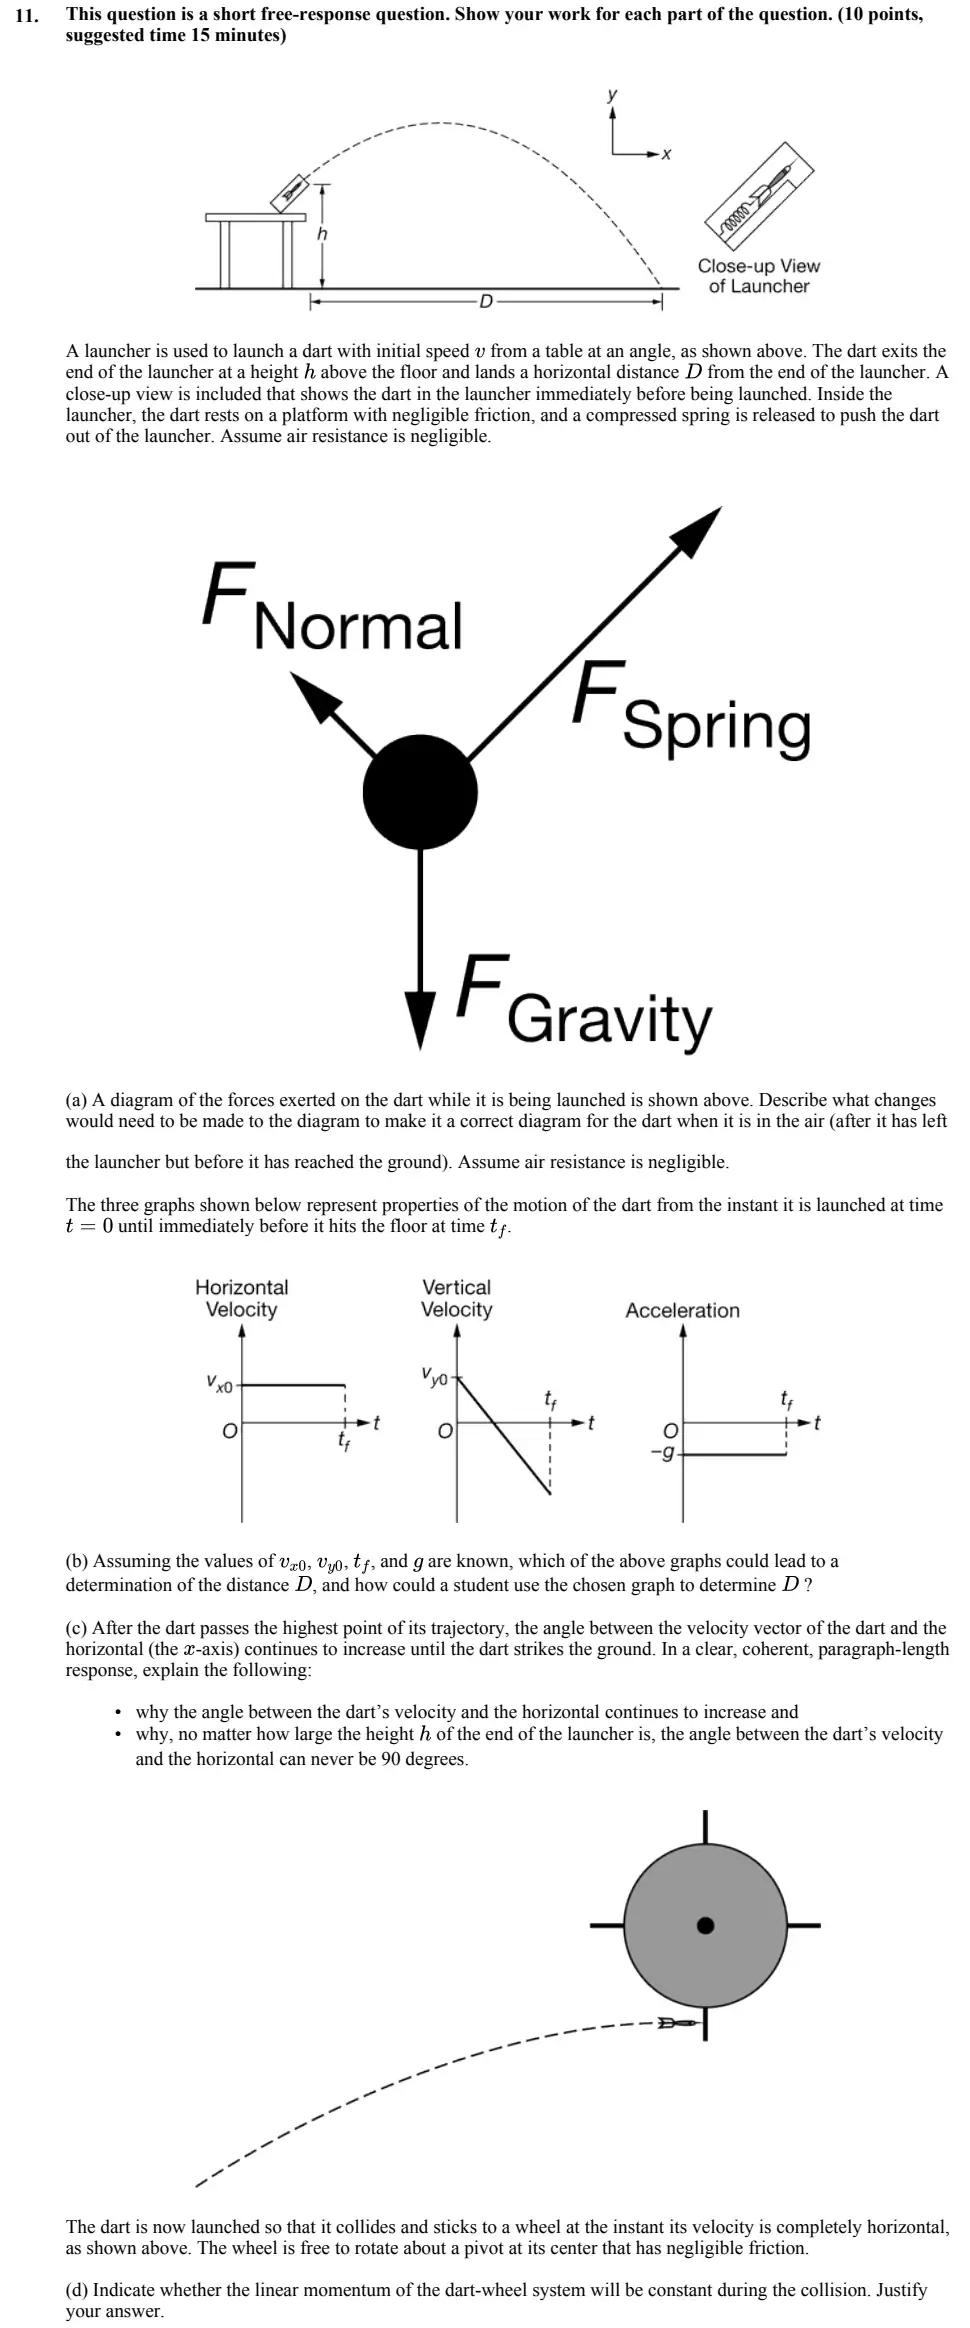 11. This question is a short free-response question. Show your work for each part of the question. (10 points,
suggested time 15 minutes)
y
x
h
D
Close-up View
of Launcher
A launcher is used to launch a dart with initial speed v from a table at an angle, as shown above. The dart exits the
end of the launcher at a height h above the floor and lands a horizontal distance D from the end of the launcher. A
close-up view is included that shows the dart in the launcher immediately before being launched. Inside the
launcher, the dart rests on a platform with negligible friction, and a compressed spring is released to push the dart
out of the launcher. Assume air resistance is negligible.
F Normal
F Spring
F Gravity
(a) A diagram of the forces exerted on the dart while it is being launched is shown above. Describe what changes
would need to be made to the diagram to make it a correct diagram for the dart when it is in the air (after it has left
the launcher but before it has reached the ground). Assume air resistance is negligible.
The three graphs shown below represent properties of the motion of the dart from the instant it is launched at time
t = 0 until immediately before it hits the floor at time t_f.
Horizontal
Velocity
v_x0
O
t_f
t
Vertical
Velocity
v_y0
O
t_f
t
Acceleration
O
−g
t_f
t
(b) Assuming the values of v_x0, v_y0, t_f, and g are known, which of the above graphs could lead to a
determination of the distance D, and how could a student use the chosen graph to determine D ?
(c) After the dart passes the highest point of its trajectory, the angle between the velocity vector of the dart and the
horizontal (the x-axis) continues to increase until the dart strikes the ground. In a clear, coherent, paragraph-length
response, explain the following:
• why the angle between the dart’s velocity and the horizontal continues to increase and
• why, no matter how large the height h of the end of the launcher is, the angle between the dart’s velocity
and the horizontal can never be 90 degrees.
The dart is now launched so that it collides and sticks to a wheel at the instant its velocity is completely horizontal,
as shown above. The wheel is free to rotate about a pivot at its center that has negligible friction.
(d) Indicate whether the linear momentum of the dart-wheel system will be constant during the collision. Justify
your answer.